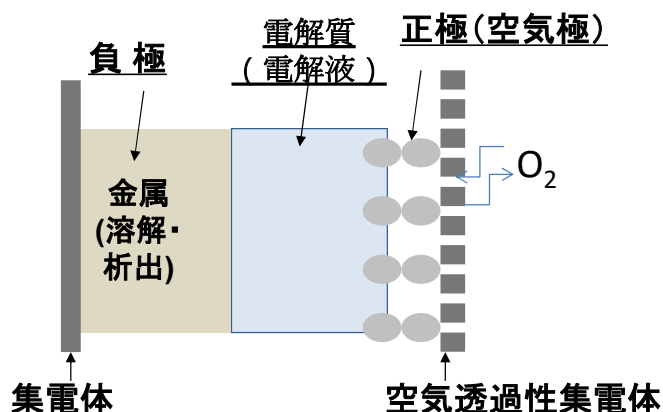 負 極
電解質
( 電解液 )
正極(空気極)
金属
(溶解・
析出)
O₂
集電体
空気透過性集電体